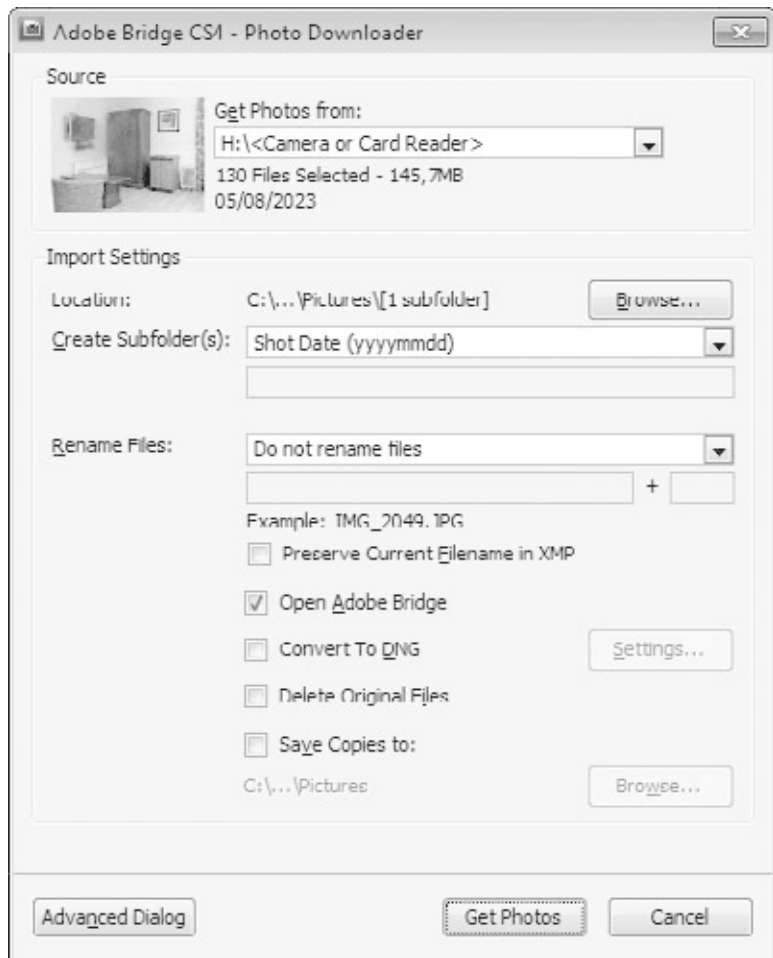 Adobe Bridge CS4 - Photo Downloader
Source
Get Photos from:
H:\<Camera or Card Reader>
130 Files Selected - 145,7MB
05/08/2023
Import Settings
Location: C:\...\Pictures\[1 subfolder] Browse...
Create Subfolder(s): Shot Date (yyyymmdd)
Rename Files: Do not rename files
+
Example: IMG_2049.JPG
Preserve Current Filename in XMP
Open Adobe Bridge
Convert To DNG Settings...
Delete Original Files
Save Copies to:
C:\...\Pictures Browse...
Advanced Dialog Get Photos Cancel